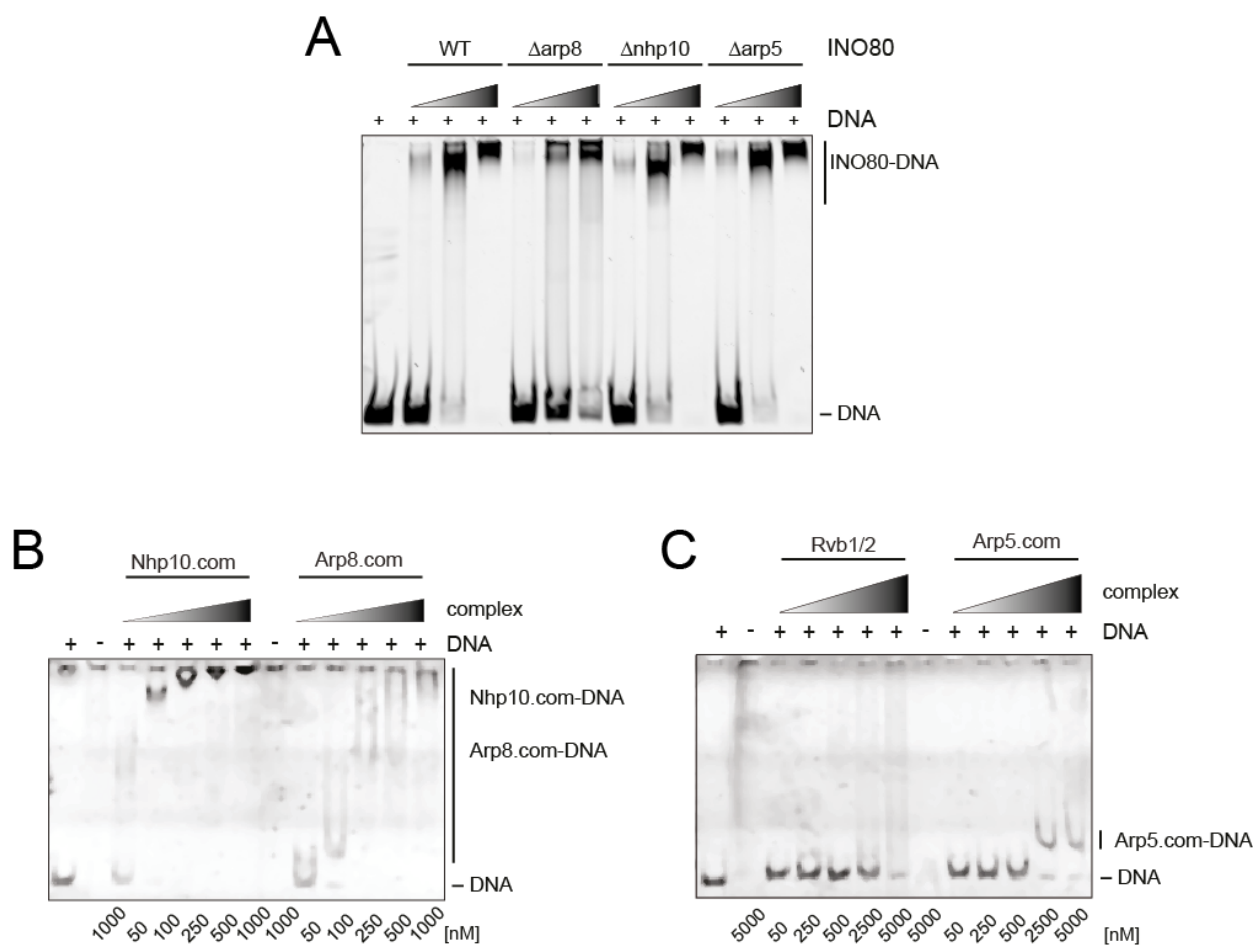 A
WT Δarp8 Δnhp10 Δarp5 INO80
+ + + + + + + + + + + + + DNA
INO80-DNA
DNA
B
Nhp10.com Arp8.com
complex
+ - + + + + + - + + + + + DNA
Nhp10.com-DNA
Arp8.com-DNA
DNA
1000 50 100 250 500 1000 1000 50 100 250 500 1000 [nM]
C
Rvb1/2 Arp5.com
complex
+ - + + + + + - + + + + + DNA
Arp5.com-DNA
DNA
5000 50 250 500 2500 5000 5000 50 250 500 2500 5000 [nM]